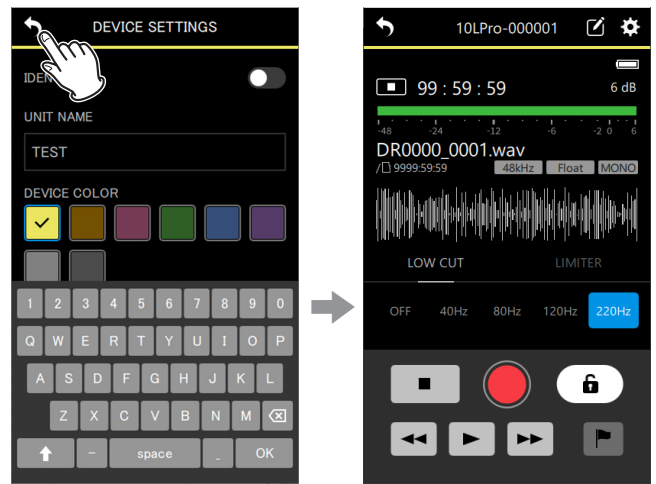 DEVICE SETTINGS
UNIT NAME
TEST
DEVICE COLOR
1 2 3 4 5 6 7 8 9 0
Q W E R T Y U I O P
A S D F G H J K L
Z X C V B N M
– space _ OK
10LPro-000001
99 : 59 : 59
6 dB
-48 -24 -12 -6 -2 0 6
DR0000_0001.wav
/ 9999:59:59 48kHz Float MONO
LOW CUT LIMITER
OFF 40Hz 80Hz 120Hz 220Hz